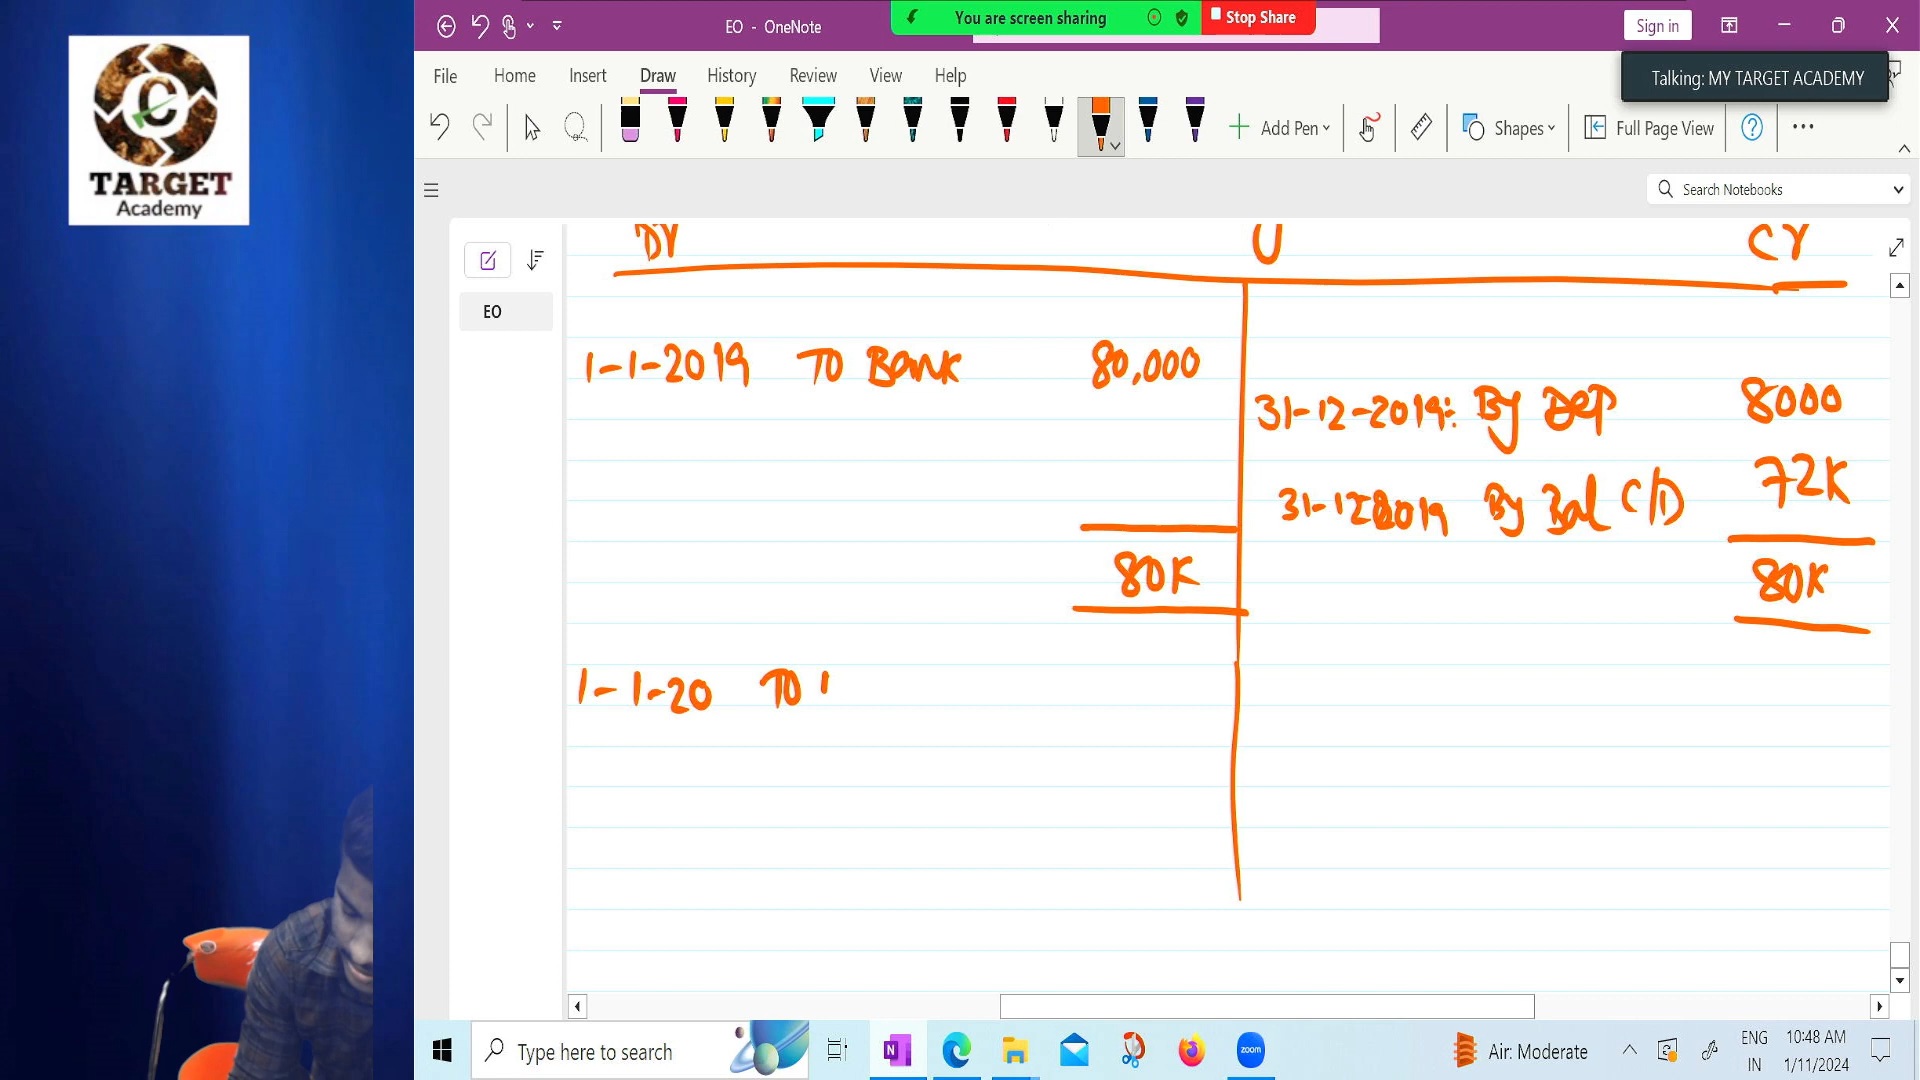 C
TARGET
Academy
EO - OneNote
You are screen sharing
Stop Share
Sign in
Talking: MY TARGET ACADEMY
File Home Insert Draw History Review View Help
Add Pen
Shapes
Full Page View
Search Notebooks
EO
Dr
Cr
1-1-2019 To Bank 80,000
31-12-2019: By Dep 8000
31-12-2019 By Bal C/D 72K
80K 80K
1-1-20 To
Type here to search
zoom
Air: Moderate
ENG
IN
10:48 AM
1/11/2024